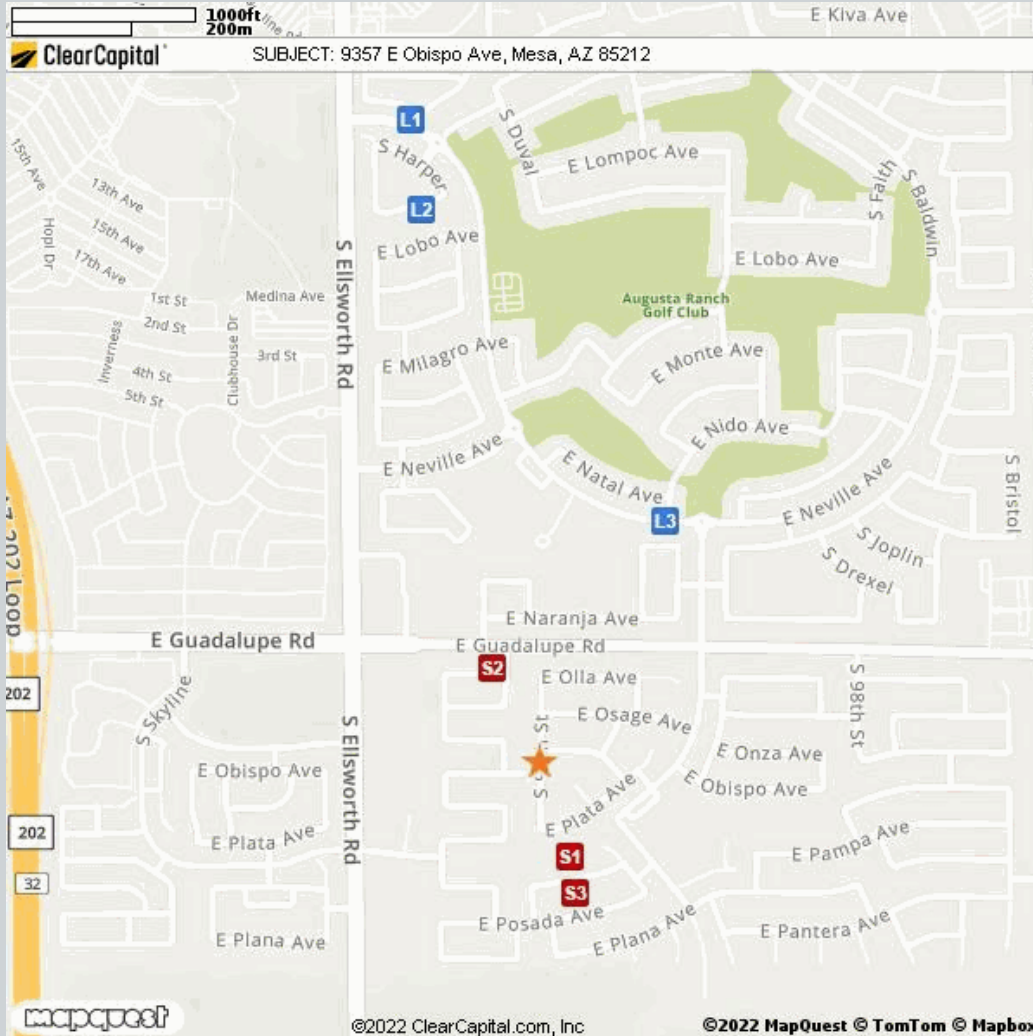 1000ft
200m
E Kiva Ave
ClearCapital
SUBJECT: 9357 E Obispo Ave, Mesa, AZ 85212
L1
S Duval
S Harper
E Lompoc Ave
15th Ave
13th Ave
S Faith
S Baldwin
L2
Hopi Dr
15th Ave
E Lobo Ave
17th Ave
S Ellsworth Rd
E Lobo Ave
1st St
Medina Ave
Augusta Ranch
Golf Club
2nd St
Inverness
Clubhouse Dr
3rd St
E Milagro Ave
E Monte Ave
4th St
5th St
E Nido Ave
E Neville Ave
E Natal Ave
S Bristol
E Neville Ave
L3
202 Loop
S Joplin
S Drexel
E Naranja Ave
E Guadalupe Rd
E Guadalupe Rd
S2
E Olla Ave
202
S Skyline
S 98th St
E Osage Ave
S Ellsworth Rd
E Onza Ave
E Obispo Ave
E Obispo Ave
S
E Plata Ave
202
E Plata Ave
E Pampa Ave
S1
32
S3
E Posada Ave
E Plana Ave
E Plana Ave
E Pantera Ave
mapquest
©2022 ClearCapital.com, Inc
©2022 MapQuest © TomTom © Mapbox